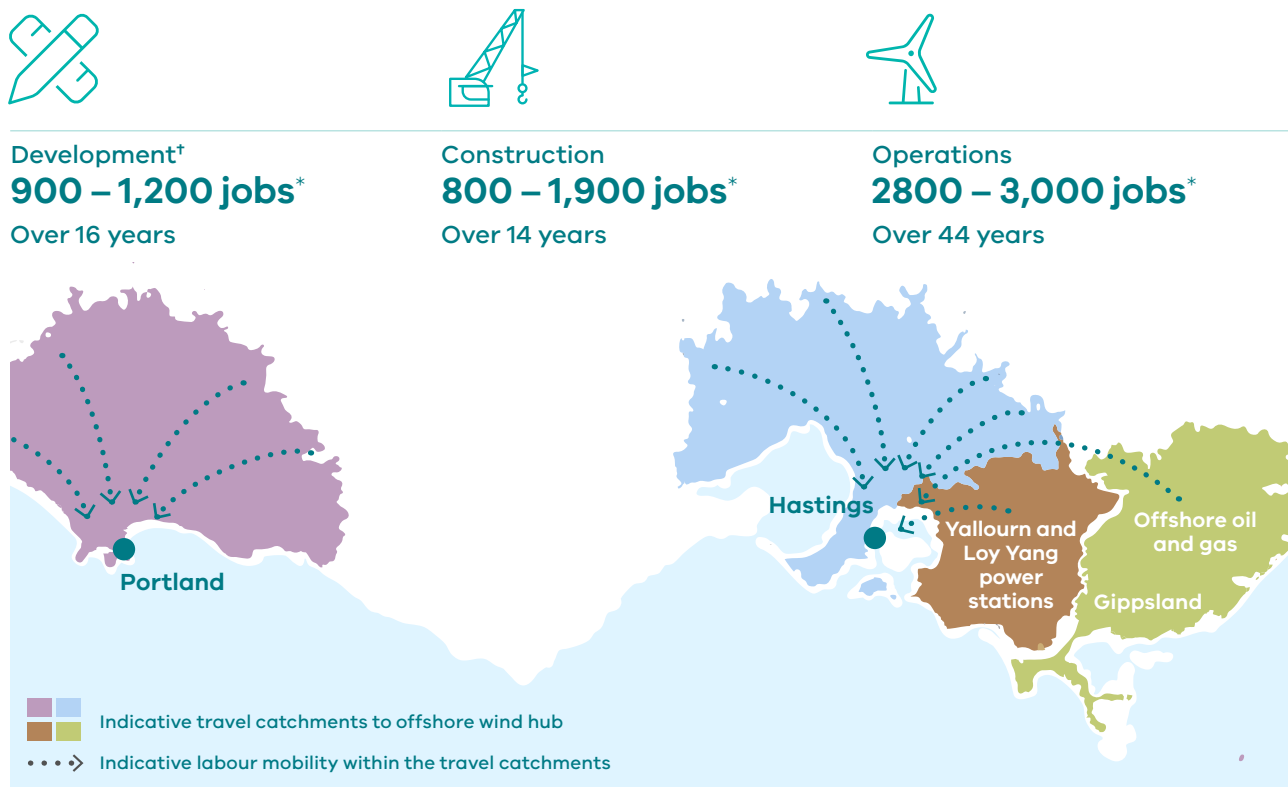 Development†
900 – 1,200 jobs*
Over 16 years
Construction
800 – 1,900 jobs*
Over 14 years
Operations
2800 – 3,000 jobs*
Over 44 years
Portland
Hastings
Yallourn and
Loy Yang
power
stations
Offshore oil
and gas
Gippsland
Indicative travel catchments to offshore wind hub
Indicative labour mobility within the travel catchments